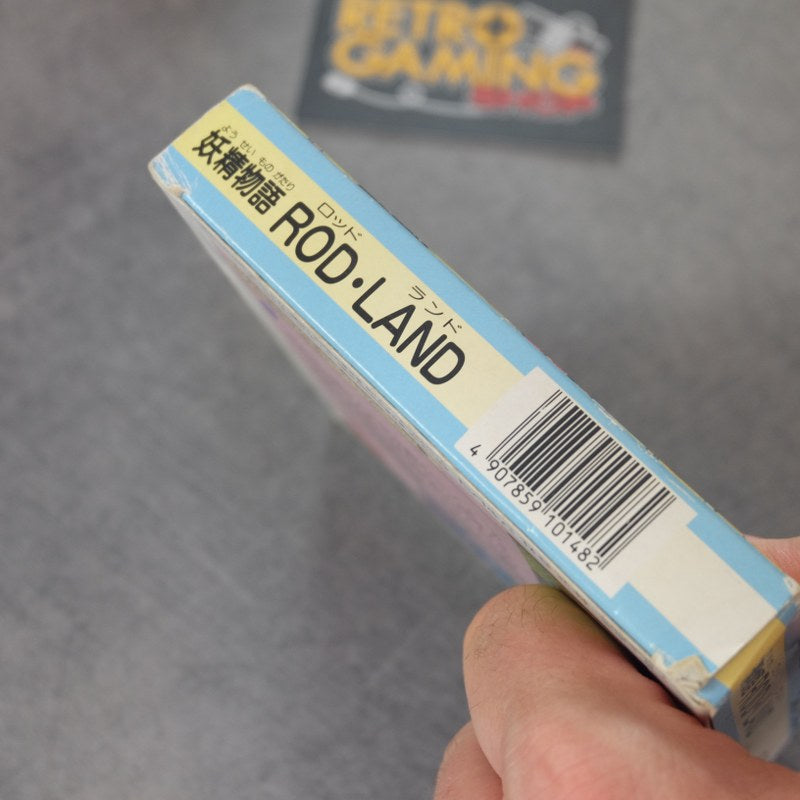 RETRO
GAMING
SHOP
よう せい もの がたり
妖精物語
ロッド ランド
ROD・LAND
4 907859 101482